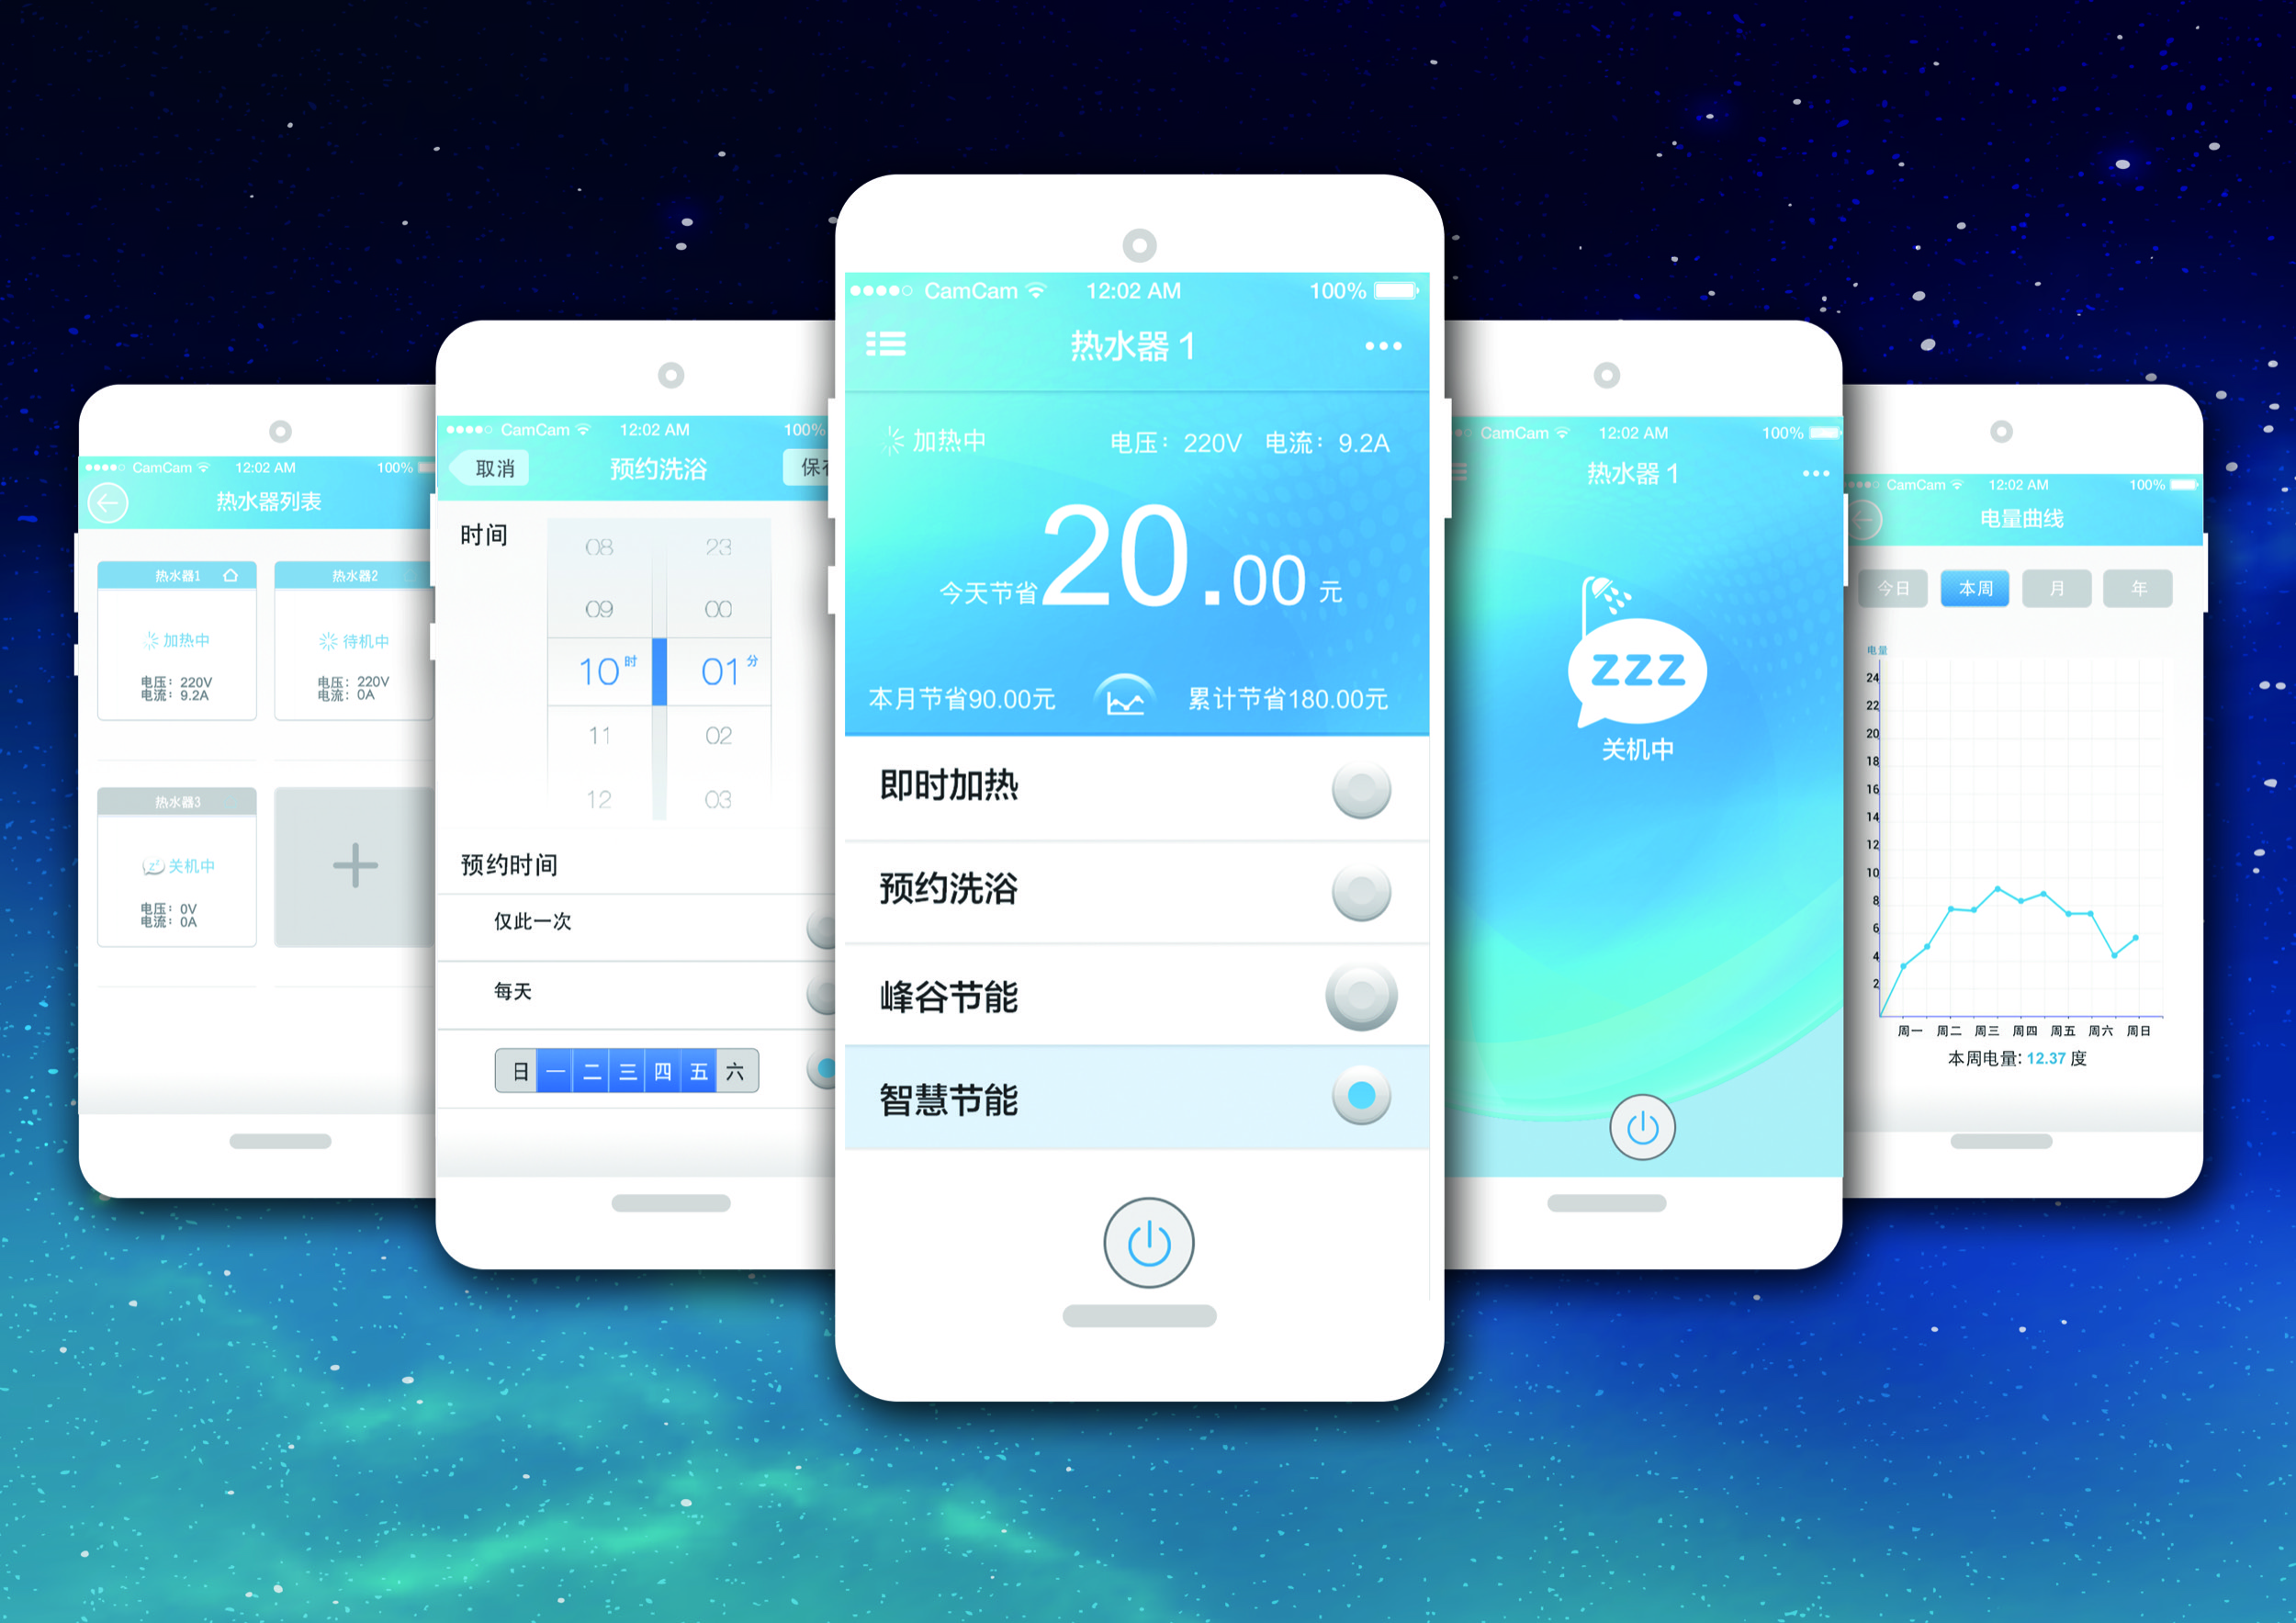 CamCam 12:02 AM 100%
热水器列表
热水器1
加热中
电压：220V
电流：9.2A
热水器2
待机中
电压：220V
电流：0A
热水器3
关机中
电压：0V
电流：0A
CamCam 12:02 AM 100%
取消 预约洗浴
时间
08 23
09 00
10时 01分
11 02
12 03
预约时间
仅此一次
每天
日 一 二 三 四 五 六
CamCam 12:02 AM 100%
热水器 1
加热中 电压：220V 电流：9.2A
今天节省20.00元
本月节省90.00元 累计节省180.00元
即时加热
预约洗浴
峰谷节能
智慧节能
CamCam 12:02 AM 100%
热水器 1
ZZZ
关机中
CamCam 12:02 AM 100%
电量曲线
今日 本周 月 年
电量
24
22
20
18
16
14
12
10
8
6
4
2
周一 周二 周三 周四 周五 周六 周日
本周电量: 12.37 度